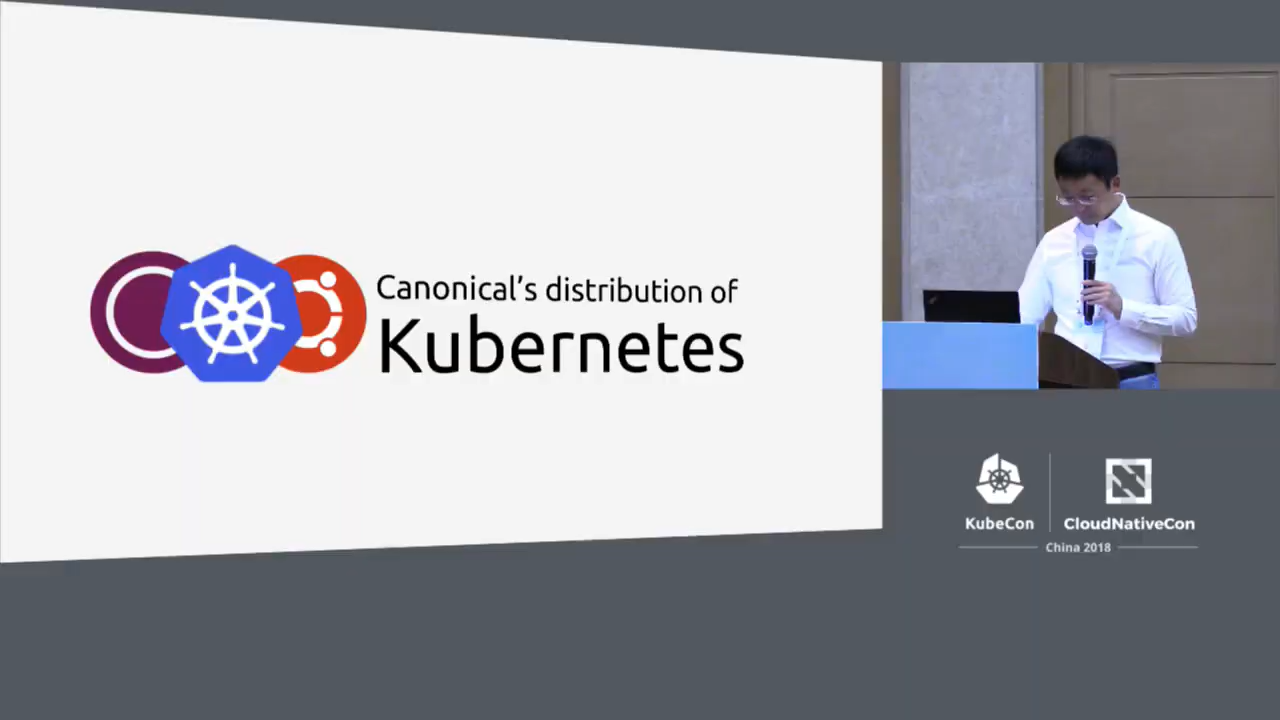 Canonical’s distribution of
Kubernetes
KubeCon
CloudNativeCon
China 2018